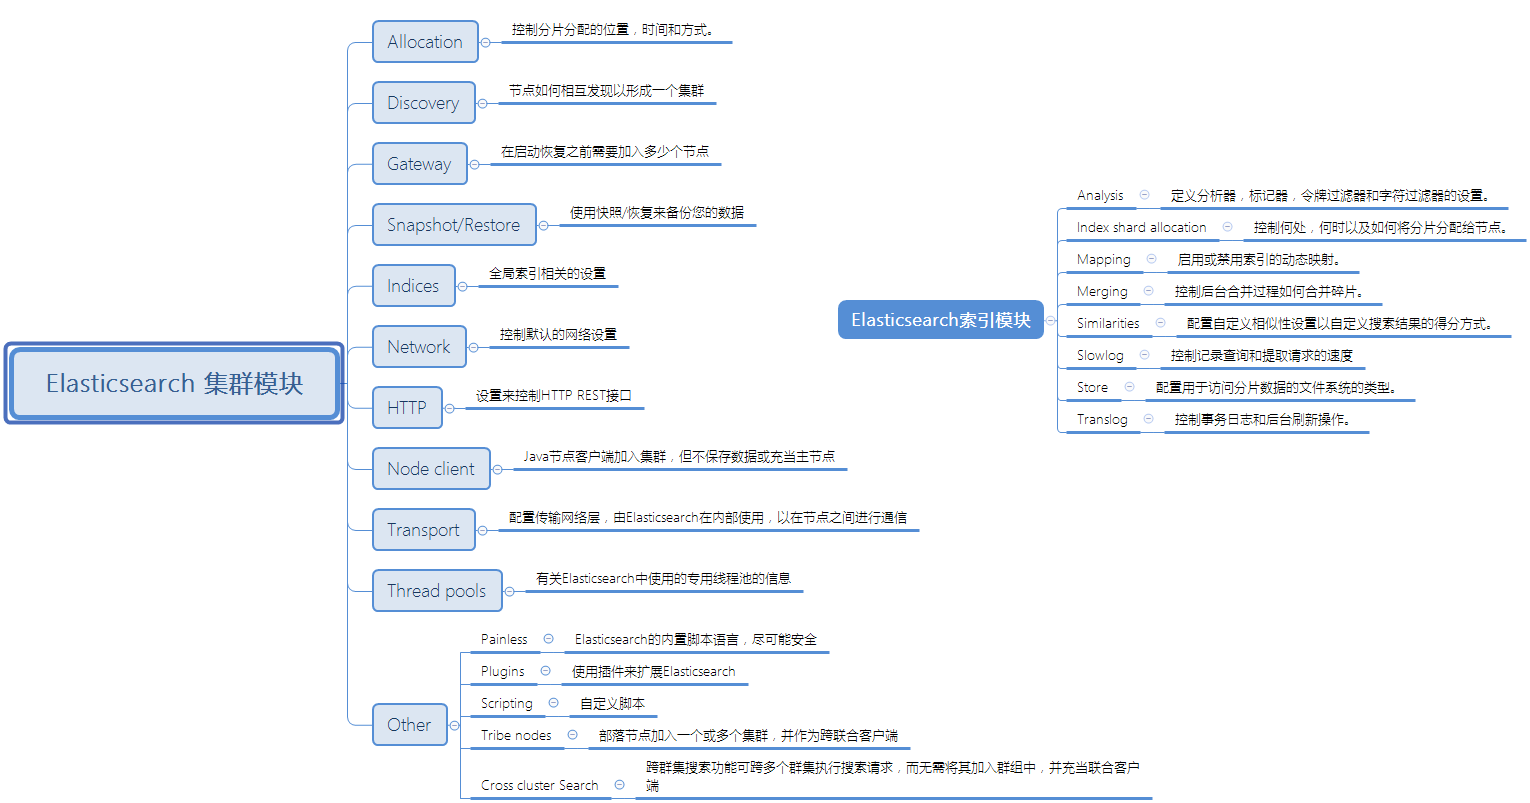 Elasticsearch 集群模块
Allocation
控制分片分配的位置，时间和方式。
Discovery
节点如何相互发现以形成一个集群
Gateway
在启动恢复之前需要加入多少个节点
Snapshot/Restore
使用快照/恢复来备份您的数据
Indices
全局索引相关的设置
Network
控制默认的网络设置
HTTP
设置来控制HTTP REST接口
Node client
Java节点客户端加入集群，但不保存数据或充当主节点
Transport
配置传输网络层，由Elasticsearch在内部使用，以在节点之间进行通信
Thread pools
有关Elasticsearch中使用的专用线程池的信息
Other
Painless
Elasticsearch的内置脚本语言，尽可能安全
Plugins
使用插件来扩展Elasticsearch
Scripting
自定义脚本
Tribe nodes
部落节点加入一个或多个集群，并作为跨联合客户端
Cross cluster Search
跨群集搜索功能可跨多个群集执行搜索请求，而无需将其加入群组中，并充当联合客户
端
Elasticsearch索引模块
Analysis
定义分析器，标记器，令牌过滤器和字符过滤器的设置。
Index shard allocation
控制何处，何时以及如何将分片分配给节点。
Mapping
启用或禁用索引的动态映射。
Merging
控制后台合并过程如何合并碎片。
Similarities
配置自定义相似性设置以自定义搜索结果的得分方式。
Slowlog
控制记录查询和提取请求的速度
Store
配置用于访问分片数据的文件系统的类型。
Translog
控制事务日志和后台刷新操作。